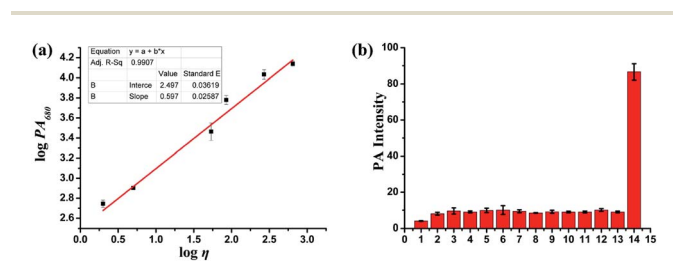 (a)
Equation y = a + b*x
Adj. R-Sq 0.9907
Value Standard E
B Interce 2.497 0.03619
B Slope 0.597 0.02587
4.2
4.0
3.8
3.6
3.4
3.2
3.0
2.8
2.6
log PA680
0.0 0.5 1.0 1.5 2.0 2.5 3.0
log η
(b)
100
80
60
40
20
0
PA Intensity
0 1 2 3 4 5 6 7 8 9 10 11 12 13 14 15